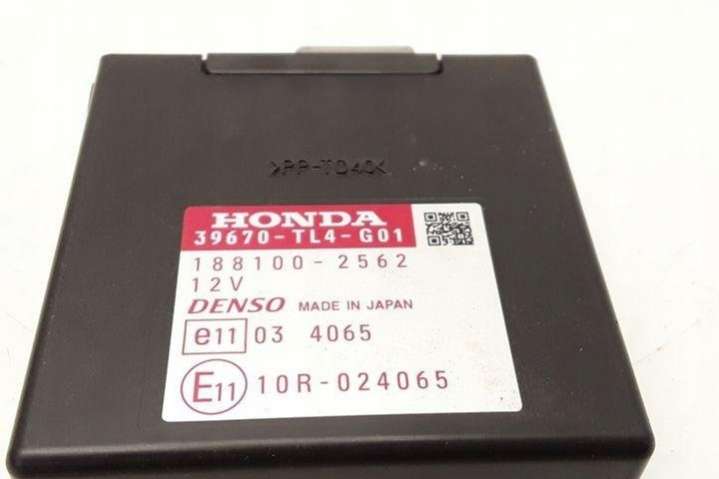 >PP-TD40<
HONDA
39670-TL4-G01
188100-2562
12V
DENSO MADE IN JAPAN
e11 03 4065
E11 10R-024065